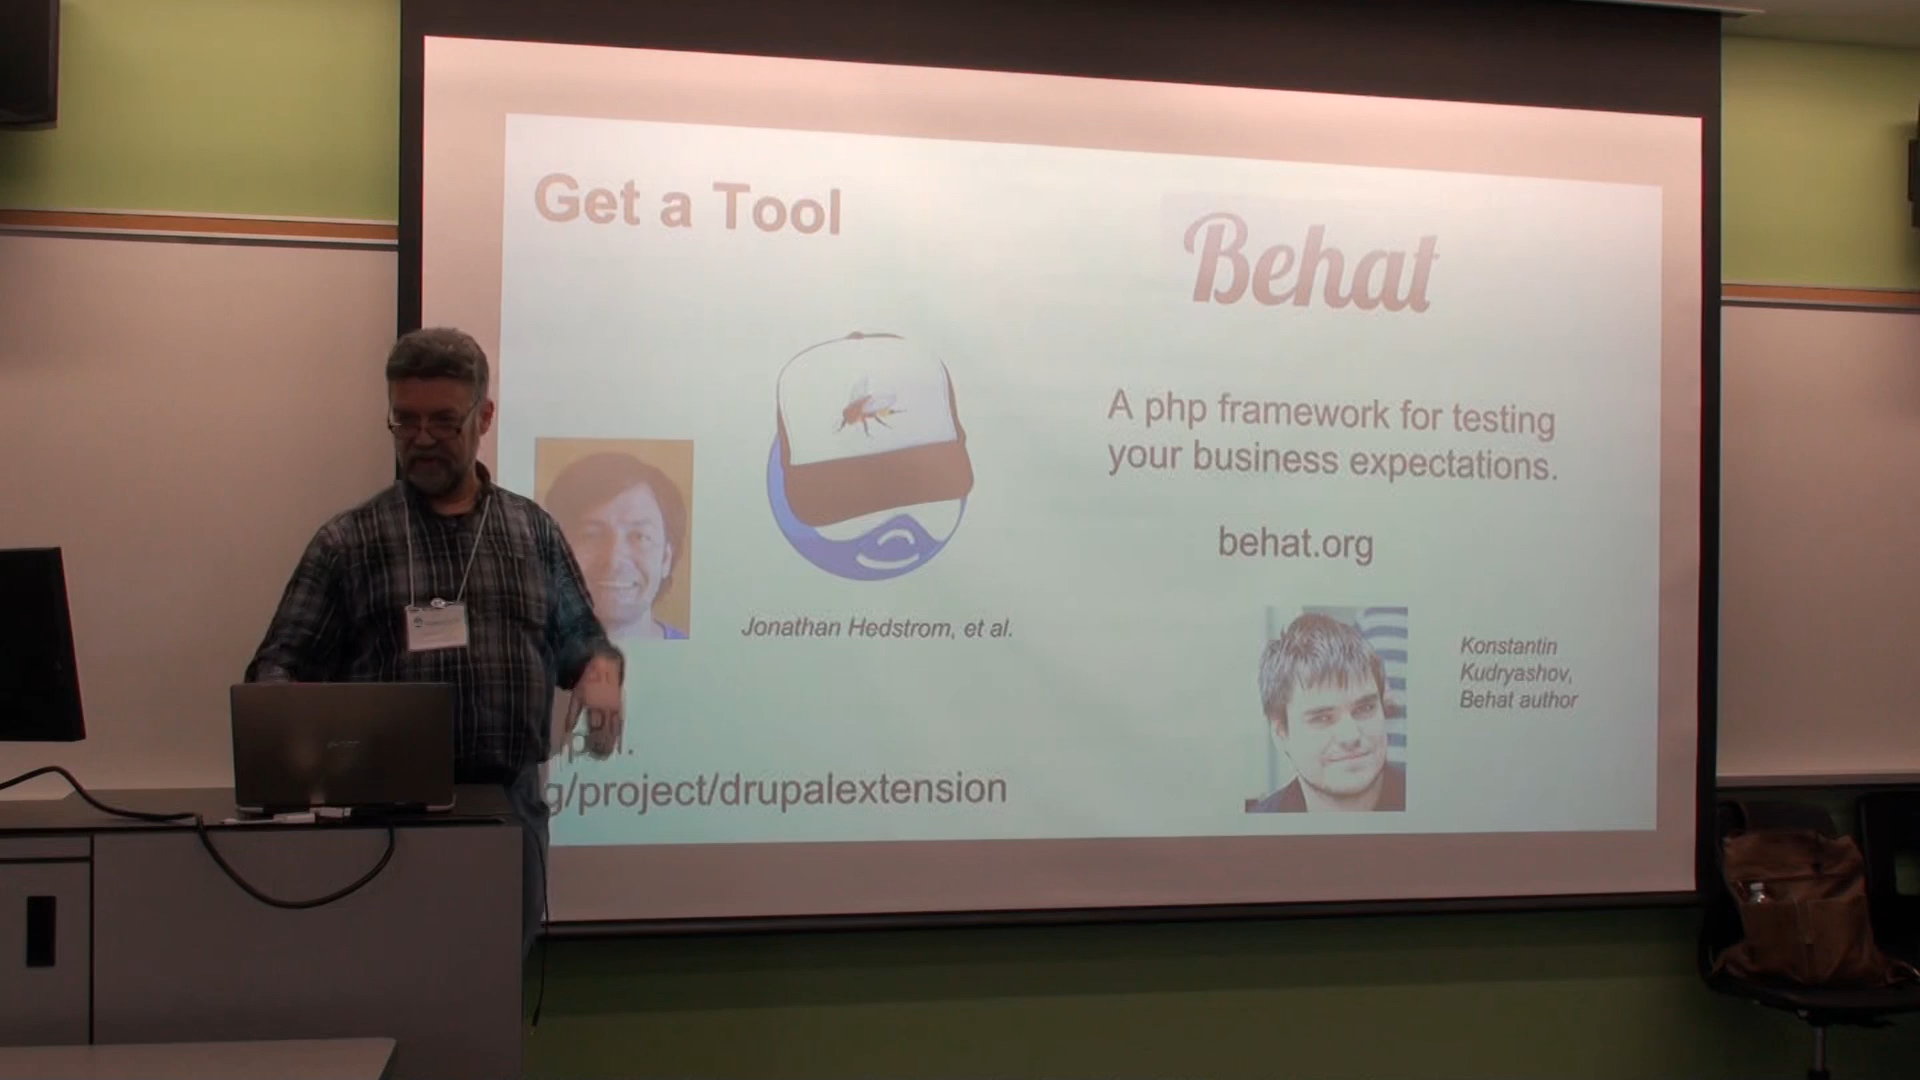 Get a Tool
Behat
A php framework for testing
your business expectations.
behat.org
Jonathan Hedstrom, et al.
Konstantin
Kudryashov,
Behat author
g/project/drupalextension